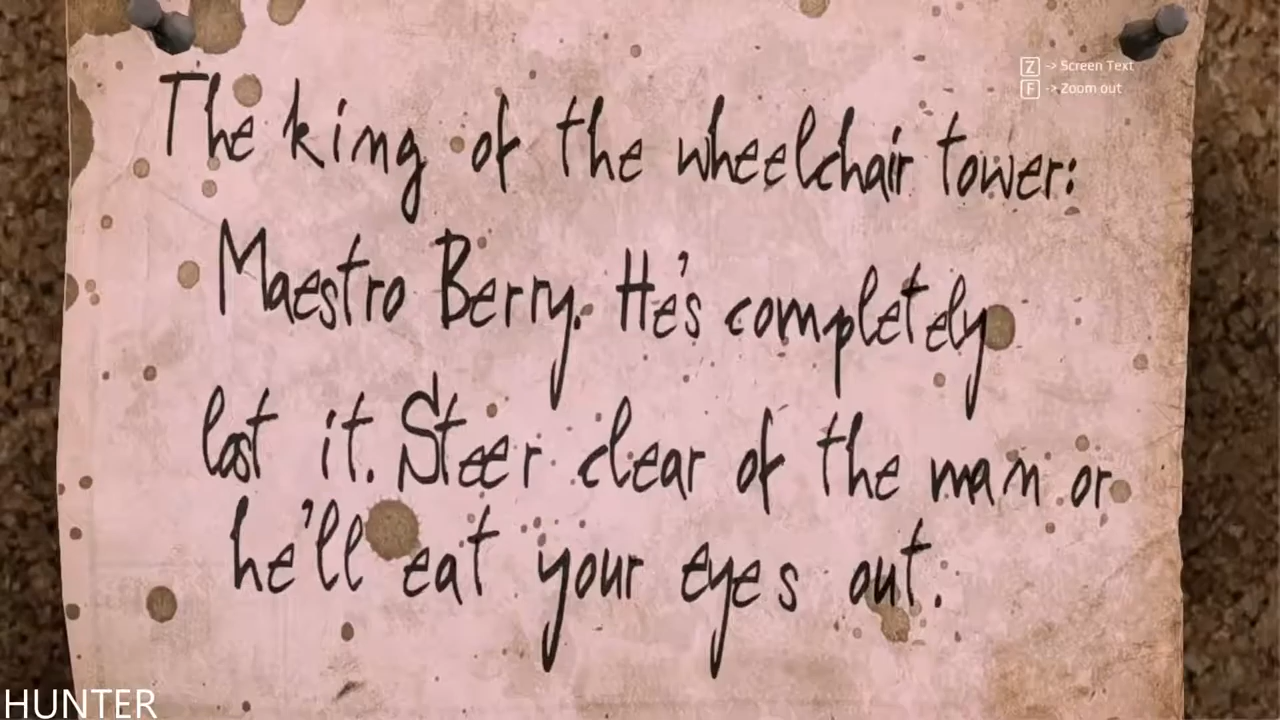 Z -> Screen Text
F -> Zoom out
The king of the wheelchair tower:
Maestro Berry. He's completely
lost it. Steer clear of the man or
he'll eat your eyes out.
HUNTER